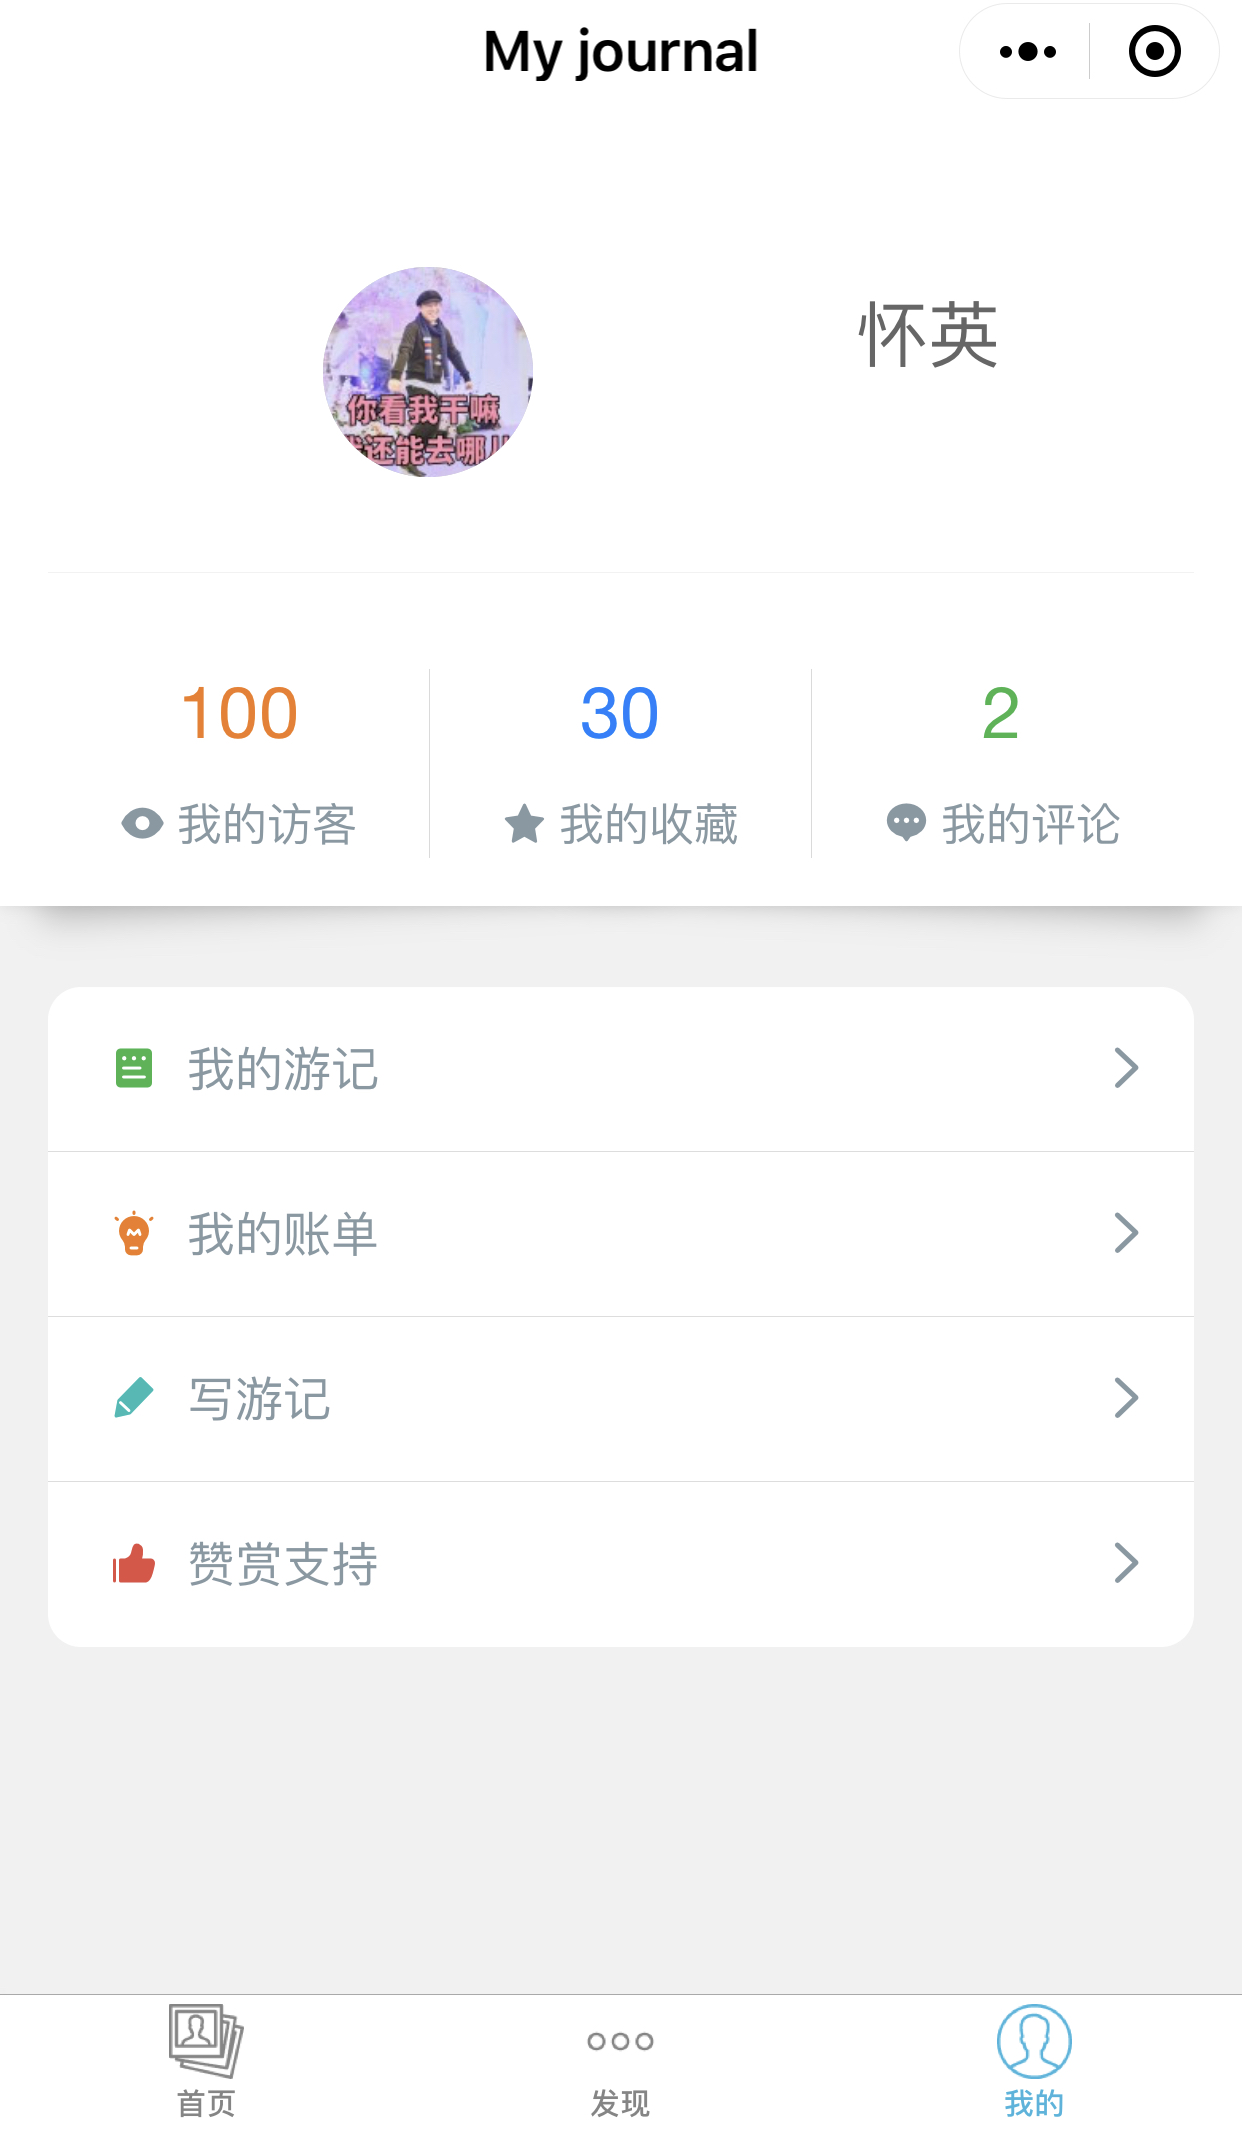 My journal
怀英
你看我干嘛
我还能去哪儿
100
30
2
我的访客
我的收藏
我的评论
我的游记
我的账单
写游记
赞赏支持
首页
发现
我的